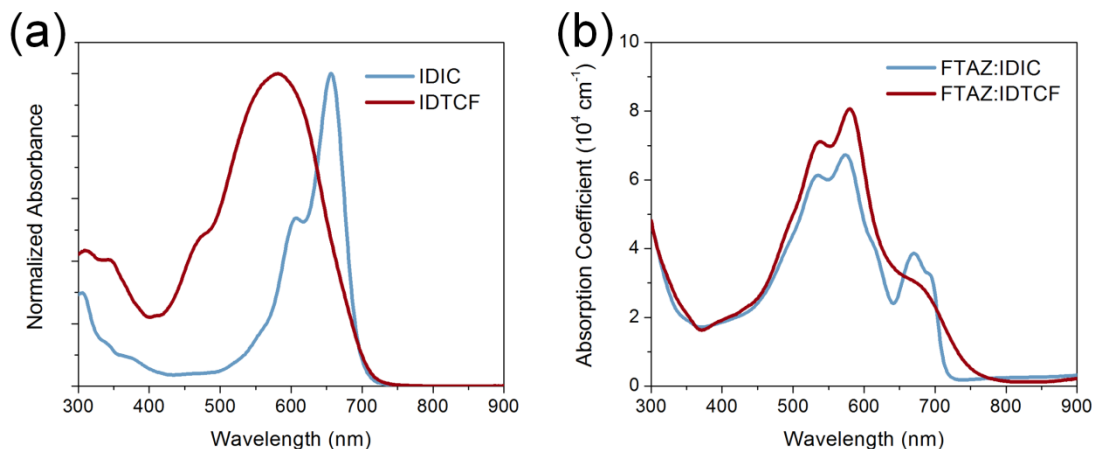 (a)
IDIC
IDTCF
Normalized Absorbance
300 400 500 600 700 800 900
Wavelength (nm)
(b)
FTAZ:IDIC
FTAZ:IDTCF
Absorption Coefficient (10⁴ cm⁻¹)
10
8
6
4
2
0
300 400 500 600 700 800 900
Wavelength (nm)